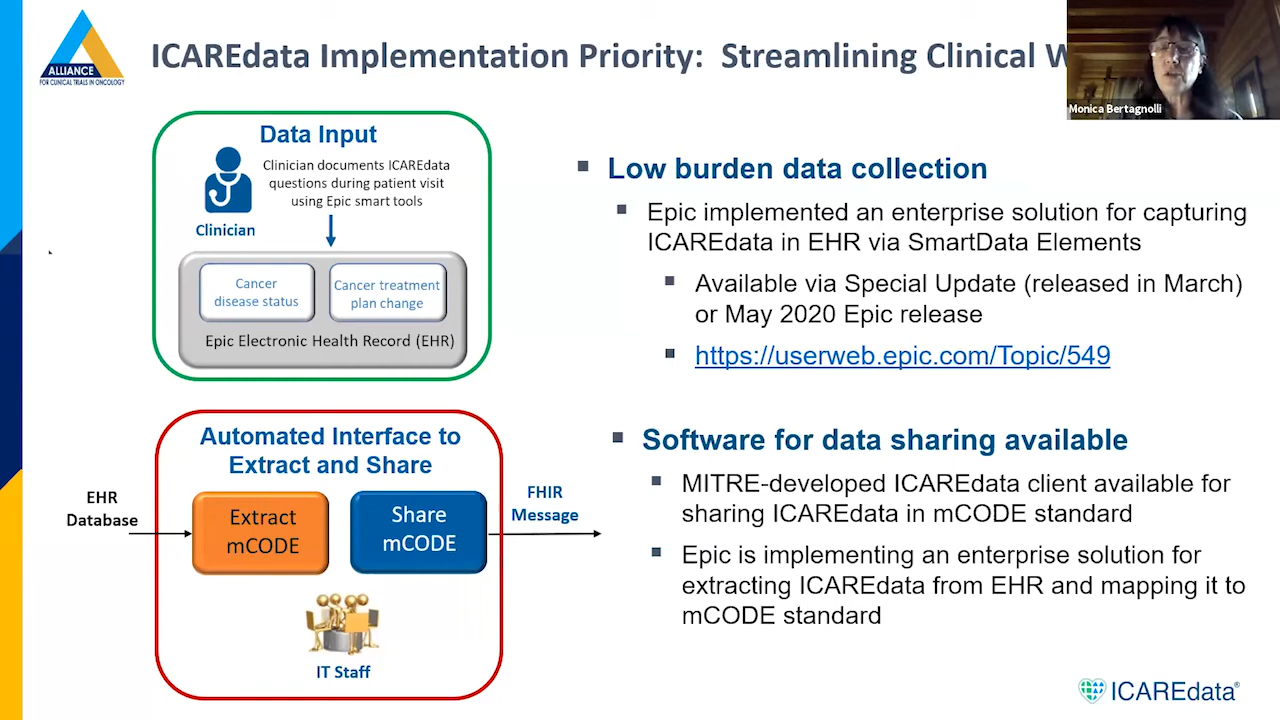 ALLIANCE
FOR CLINICAL TRIALS IN ONCOLOGY
ICAREdata Implementation Priority: Streamlining Clinical
Monica Bertagnolli
Data Input
Clinician documents ICAREdata
questions during patient visit
using Epic smart tools
Clinician
Cancer
disease status
Cancer treatment
plan change
Epic Electronic Health Record (EHR)
Automated Interface to
Extract and Share
EHR
Database
Extract
mCODE
Share
mCODE
FHIR
Message
IT Staff
▪ Low burden data collection
▪ Epic implemented an enterprise solution for capturing
ICAREdata in EHR via SmartData Elements
▪ Available via Special Update (released in March)
or May 2020 Epic release
▪ https://userweb.epic.com/Topic/549
▪ Software for data sharing available
▪ MITRE-developed ICAREdata client available for
sharing ICAREdata in mCODE standard
▪ Epic is implementing an enterprise solution for
extracting ICAREdata from EHR and mapping it to
mCODE standard
ICAREdata®